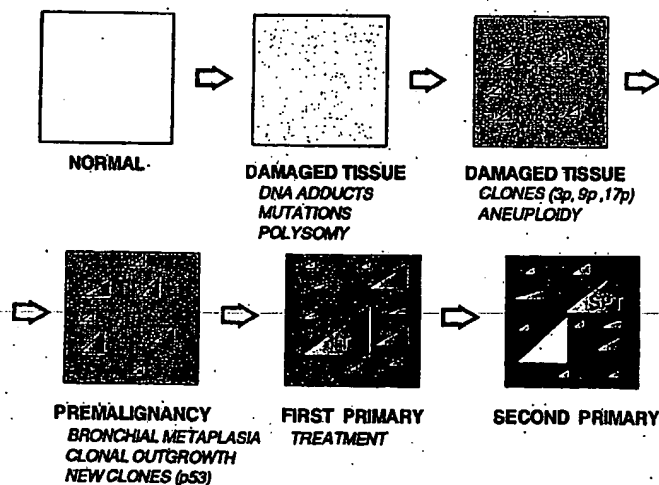 NORMAL
DAMAGED TISSUE
DNA ADDUCTS
MUTATIONS
POLYSOMY
DAMAGED TISSUE
CLONES (3p, 9p, 17p)
ANEUPLOIDY
PREMALIGNANCY
BRONCHIAL METAPLASIA
CLONAL OUTGROWTH
NEW CLONES (p53)
FIRST PRIMARY
TREATMENT
SPT
SECOND PRIMARY